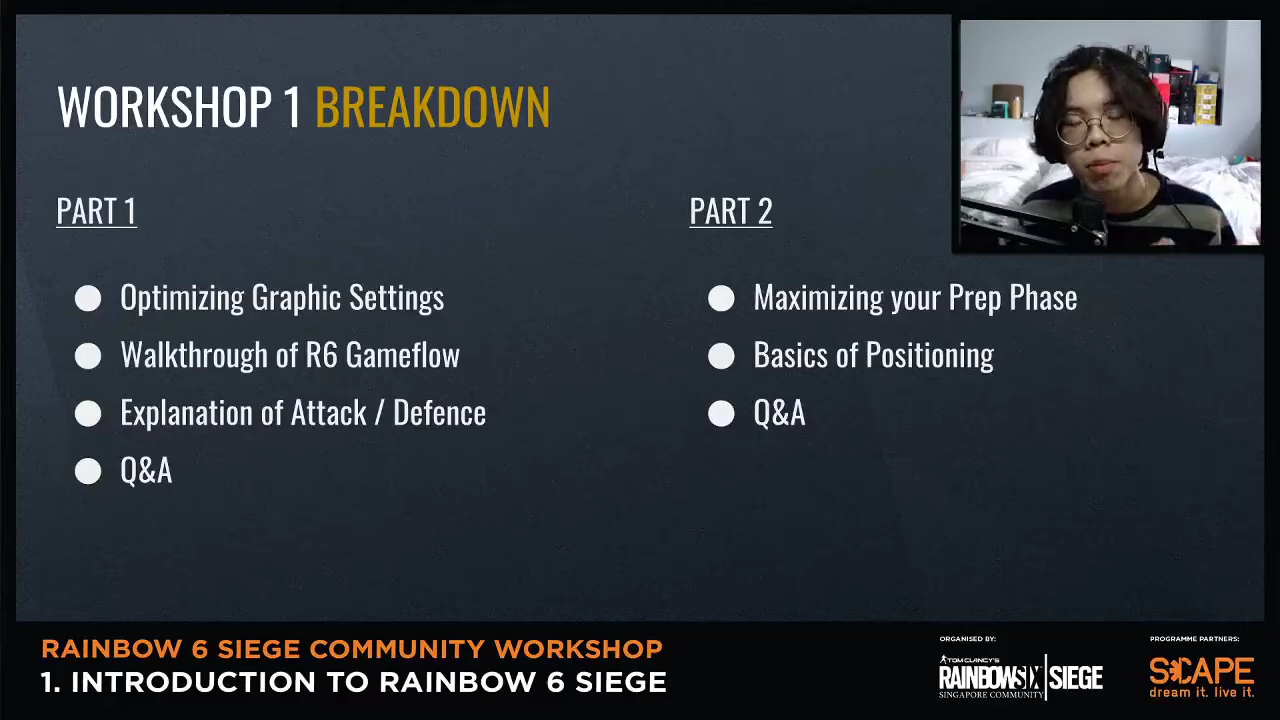 WORKSHOP 1 BREAKDOWN
PART 1
Optimizing Graphic Settings
Walkthrough of R6 Gameflow
Explanation of Attack / Defence
Q&A
PART 2
Maximizing your Prep Phase
Basics of Positioning
Q&A
RAINBOW 6 SIEGE COMMUNITY WORKSHOP
1. INTRODUCTION TO RAINBOW 6 SIEGE
ORGANISED BY:
TOM CLANCY'S
RAINBOW SIX SIEGE
SINGAPORE COMMUNITY
PROGRAMME PARTNERS:
SCAPE
dream it. live it.